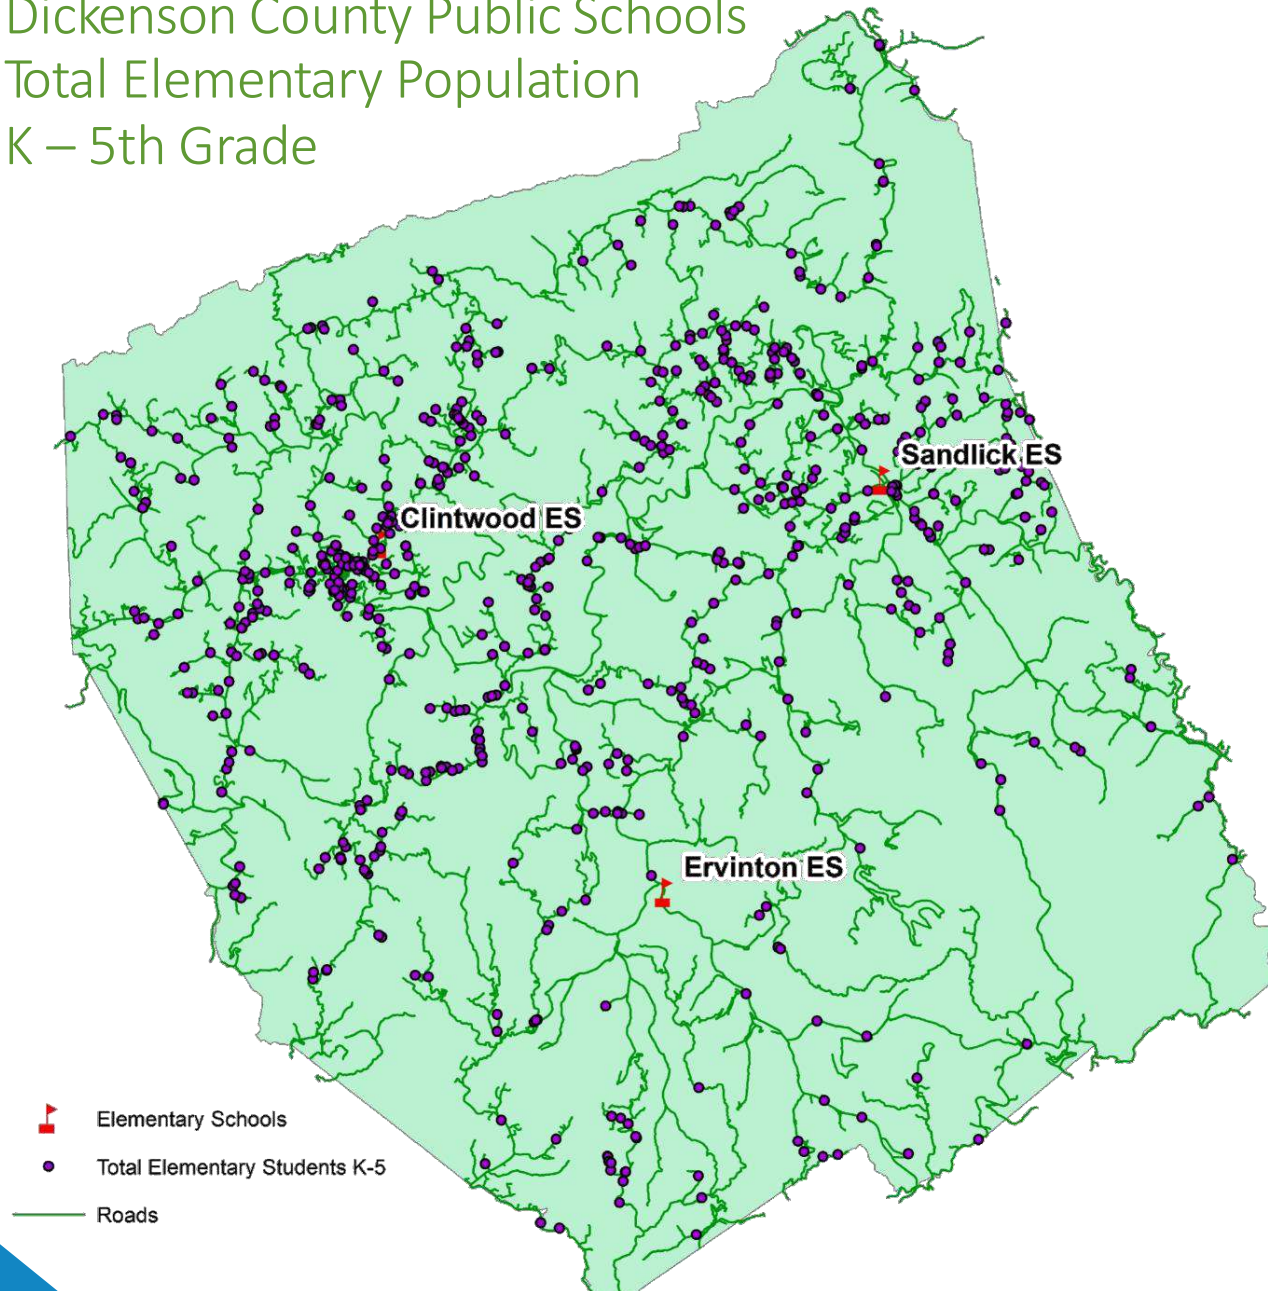 Dickenson County Public Schools
Total Elementary Population
K – 5th Grade
Sandlick ES
Clintwood ES
Ervinton ES
Elementary Schools
Total Elementary Students K-5
Roads